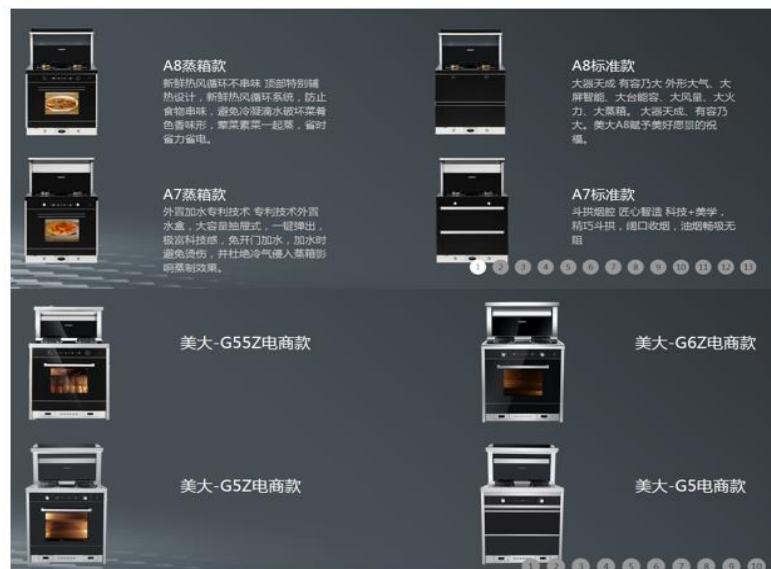 A8蒸箱款
新鲜热风循环不串味 顶部特别辅
热设计，新鲜热风循环系统，防止
食物串味，避免冷凝滴水破坏菜肴
色香味形，荤菜素菜一起蒸，省时
省力省电。
A8标准款
大器天成 有容乃大 外形大气、大
屏智能、大台能容、大风量、大火
力、大蒸箱。 大器天成、有容乃
大。美大A8赋予美好愿景的祝
福。
A7蒸箱款
外置加水专利技术 专利技术外置
水盒，大容量抽屉式，一键弹出，
极富科技感，免开门加水，加水时
避免烫伤，并杜绝冷气侵入蒸箱影
响蒸制效果。
A7标准款
斗拱烟腔 匠心智造 科技+美学，
精巧斗拱，阔口收烟，油烟畅吸无
阻
1 2 3 4 5 6 7 8 9 10 11 12 13
美大-G55Z电商款
美大-G6Z电商款
美大-G5Z电商款
美大-G5电商款
1 2 3 4 5 6 7 8 9 10